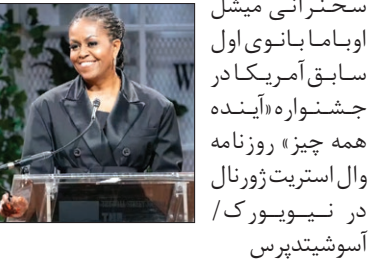 سخنرانی میشل
اوباما بانوی اول
سابق آمریکا در
جشنواره «آینده
همه چیز» روزنامه
وال استریت ژورنال
در نیویورک/
آسوشیتدپرس